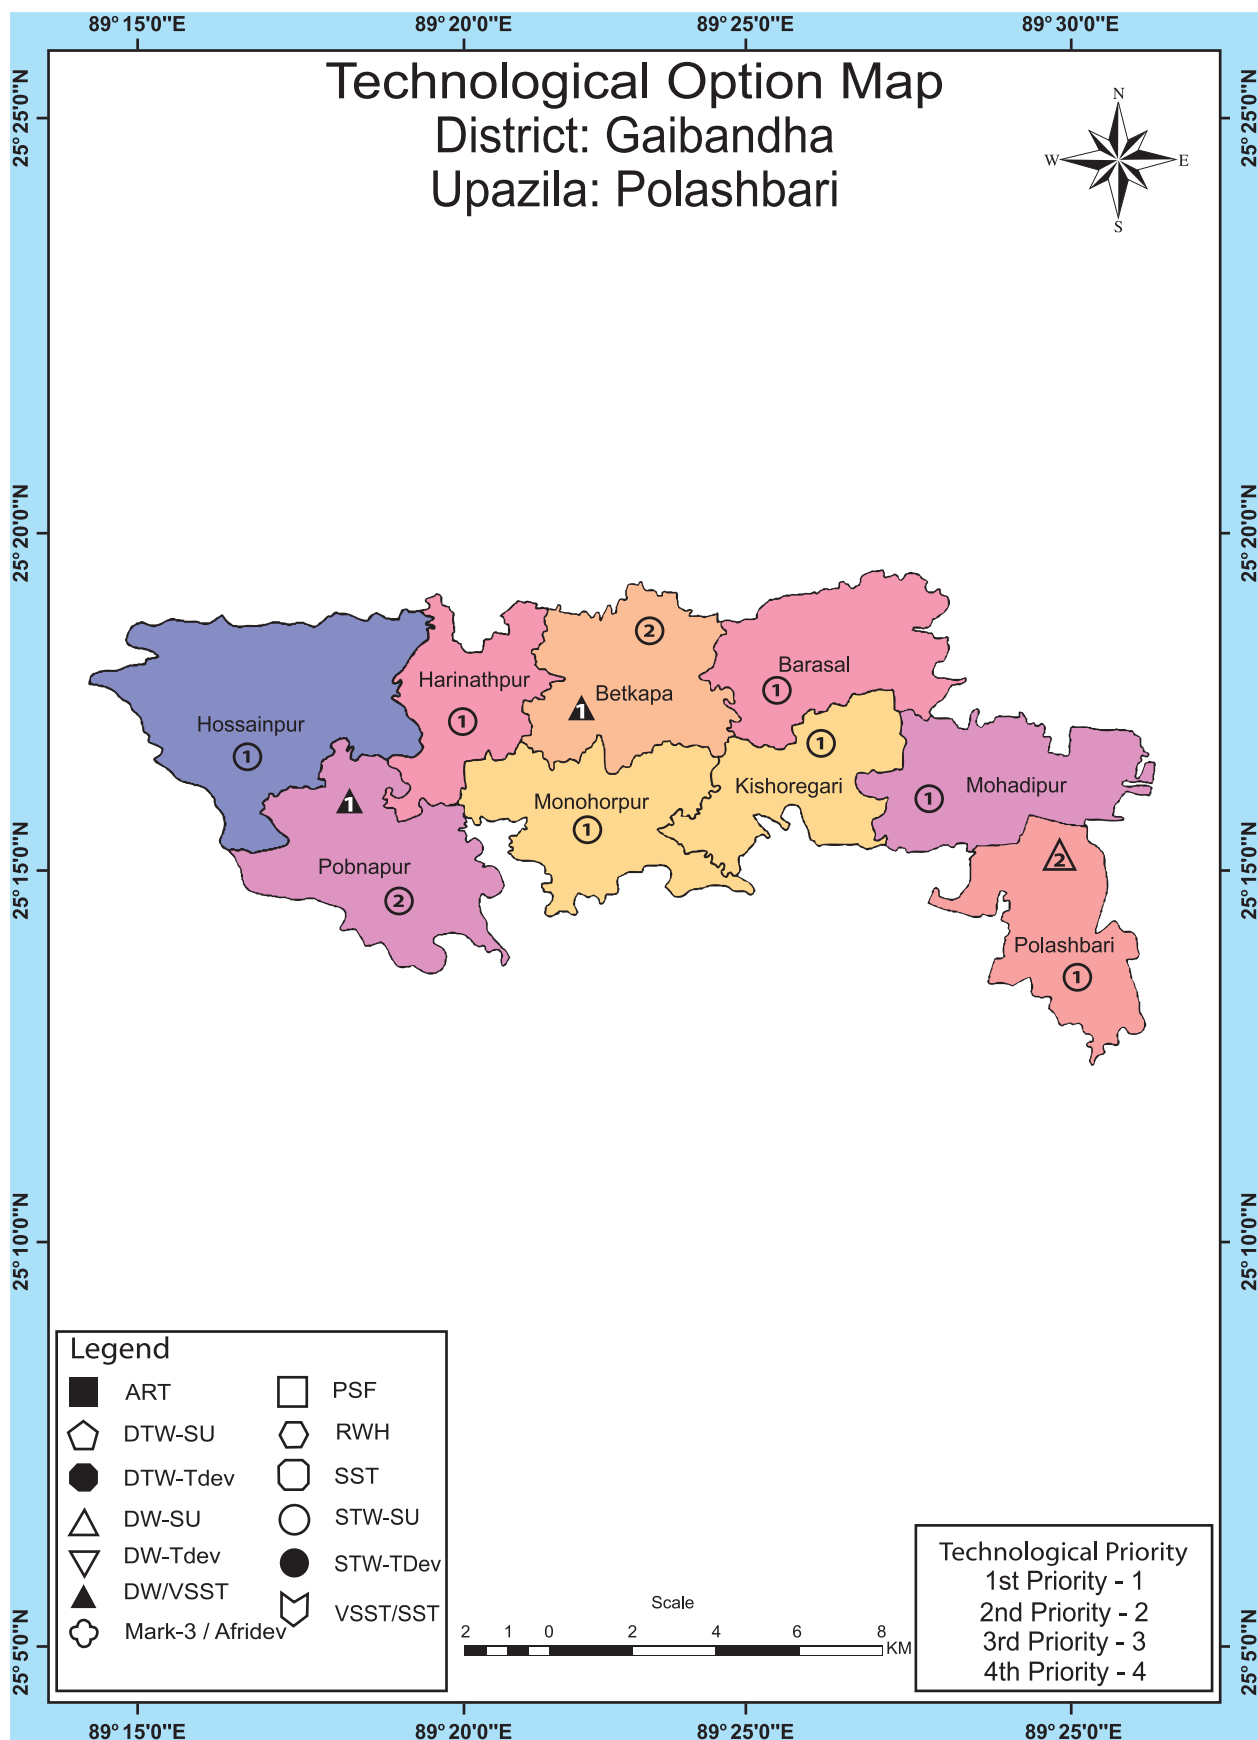 89° 15'0"E 89° 20'0"E 89° 25'0"E 89° 30'0"E
Technological Option Map
District: Gaibandha
Upazila: Polashbari
N
W E
S
25° 25'0"N 25° 25'0"N
25° 20'0"N 25° 20'0"N
2
Barasal
Harinathpur
1
Betkapa
1
Hossainpur
1
1
1
1
Kishoregari
Mohadipur
1
Monohorpur
1
1
2
Pobnapur
2
25° 15'0"N 25° 15'0"N
Polashbari
1
25° 10'0"N 25° 10'0"N
Legend
ART
DTW-SU
DTW-Tdev
DW-SU
DW-Tdev
DW/VSST
Mark-3 / Afridev
PSF
RWH
SST
STW-SU
STW-TDev
VSST/SST
Scale
2 1 0 2 4 6 8
KM
Technological Priority
1st Priority - 1
2nd Priority - 2
3rd Priority - 3
4th Priority - 4
25° 5'0"N 25° 5'0"N
89° 15'0"E 89° 20'0"E 89° 25'0"E 89° 25'0"E